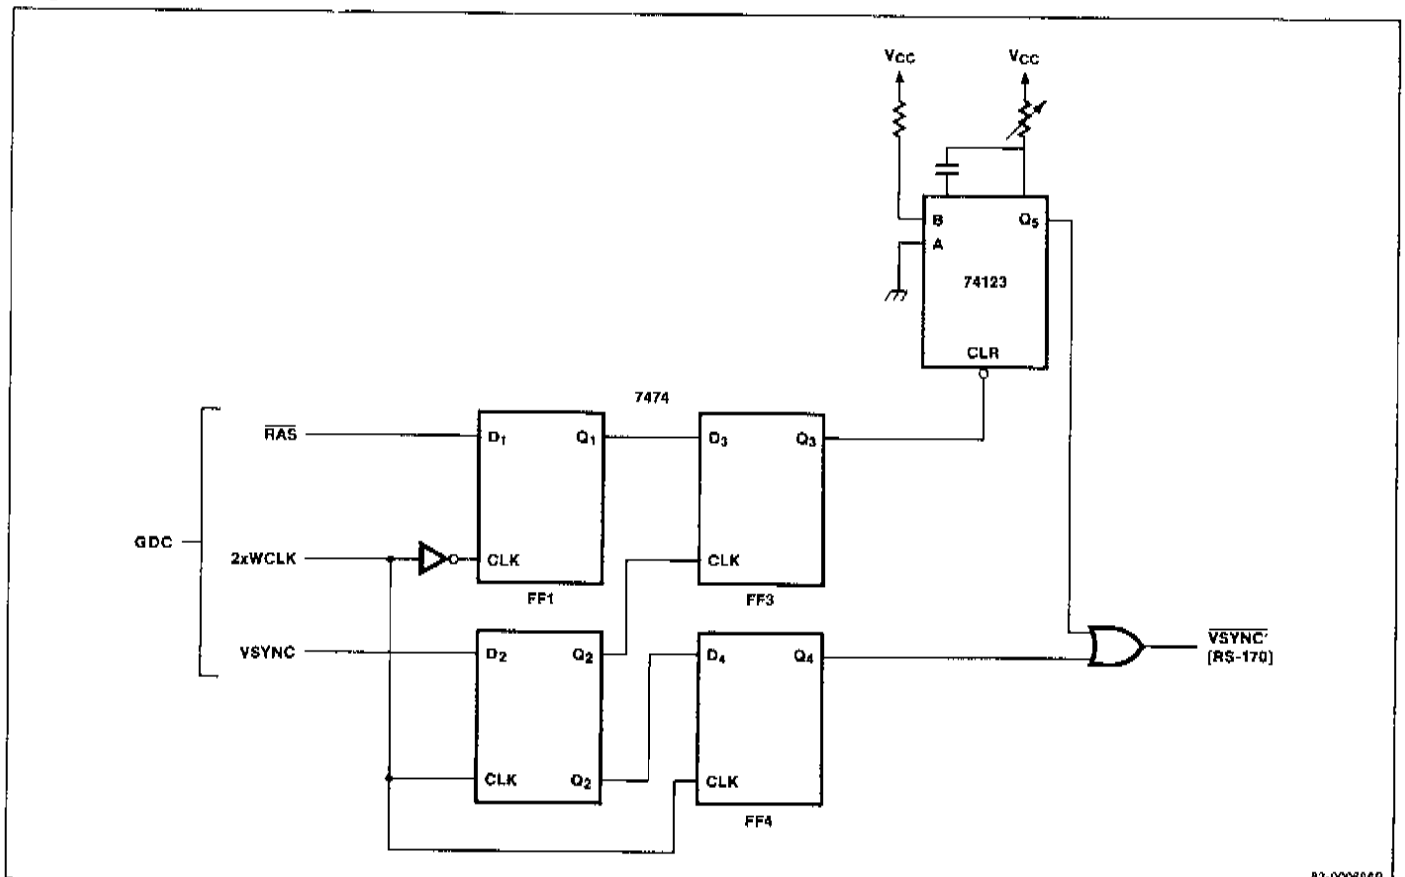 VCC
VCC
B
Q5
A
74123
CLR
7474
RAS
D1
Q1
D3
Q3
GDC
2xWCLK
CLK
CLK
FF1
FF3
VSYNC
D2
Q2
D4
Q4
VSYNC'
[RS-170]
CLK
Q2
CLK
FF4